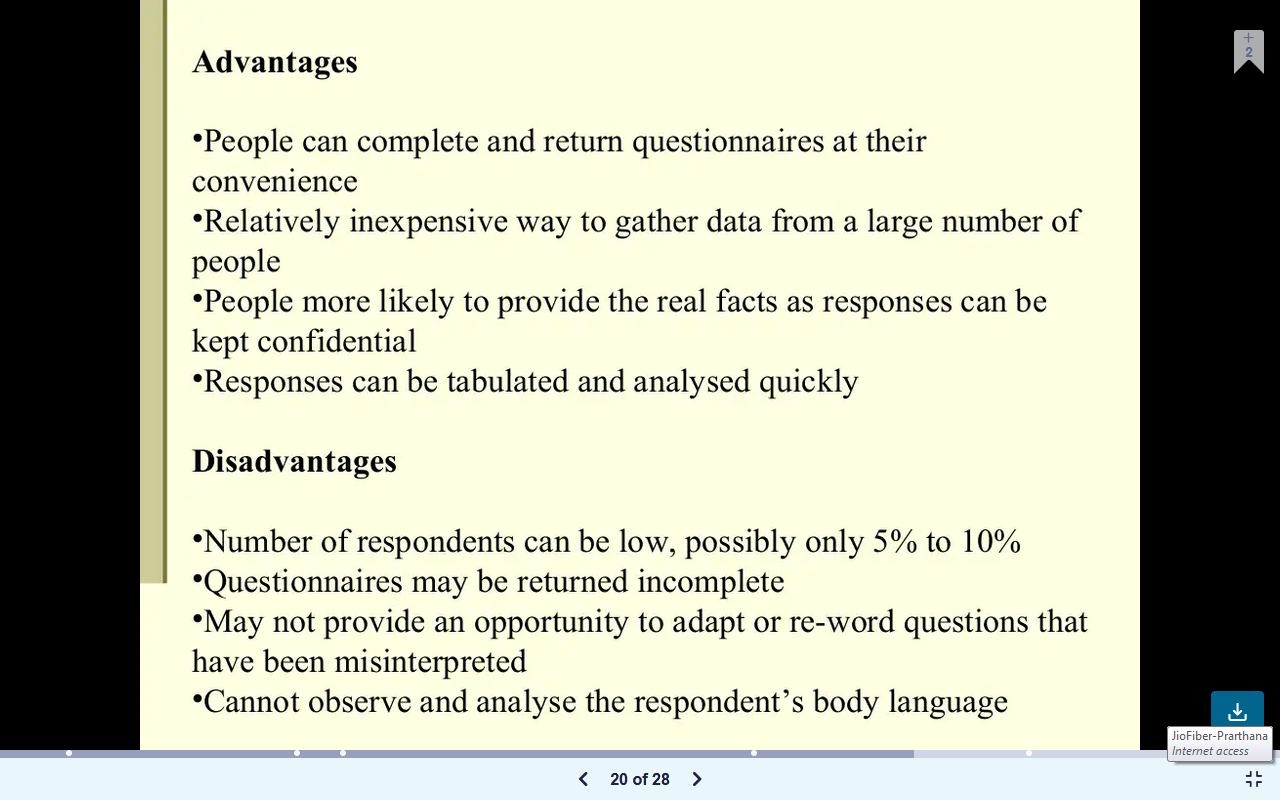 Advantages
•People can complete and return questionnaires at their
convenience
•Relatively inexpensive way to gather data from a large number of
people
•People more likely to provide the real facts as responses can be
kept confidential
•Responses can be tabulated and analysed quickly
Disadvantages
•Number of respondents can be low, possibly only 5% to 10%
•Questionnaires may be returned incomplete
•May not provide an opportunity to adapt or re-word questions that
have been misinterpreted
•Cannot observe and analyse the respondent’s body language
+
2
JioFiber-Prarthana
Internet access
20 of 28